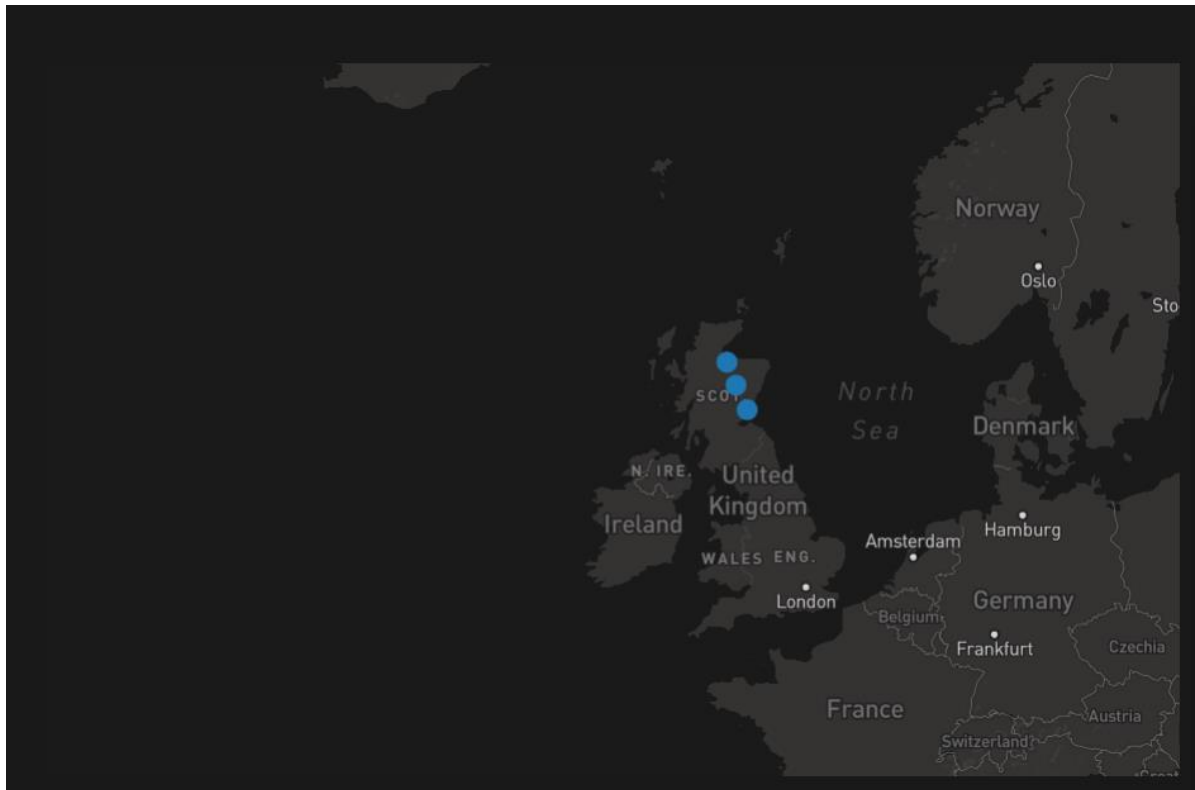 Norway
Oslo
Sto
North
Sea
SCOT
Denmark
N. IRE.
United
Kingdom
Ireland
Hamburg
Amsterdam
WALES ENG.
London
Germany
Belgium
Frankfurt
Czechia
France
Austria
Switzerland
Croat